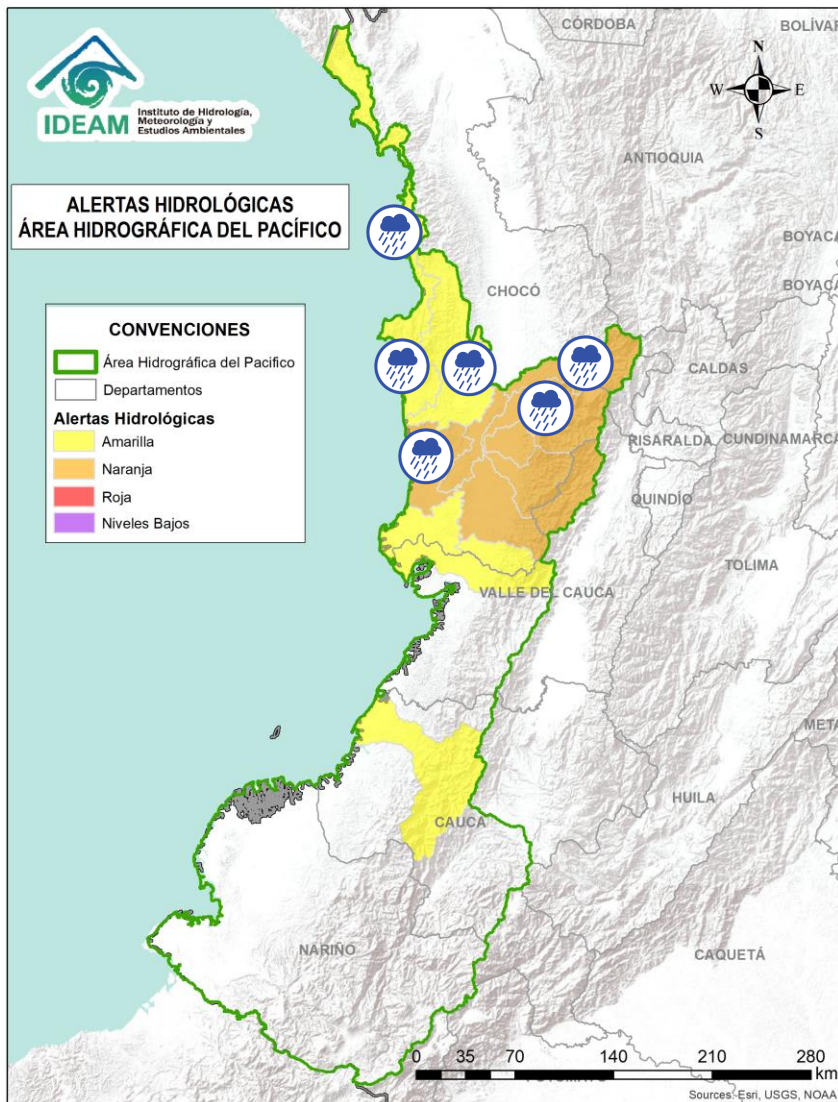 CÓRDOBA
BOLÍVAR
N
W
E
S
IDEAM
Instituto de Hidrología,
Meteorología y
Estudios Ambientales
ANTIOQUIA
ALERTAS HIDROLÓGICAS
ÁREA HIDROGRÁFICA DEL PACÍFICO
BOYACÁ
CHOCÓ
BOYACÁ
CONVENCIONES
Área Hidrográfica del Pacifico
Departamentos
Alertas Hidrológicas
Amarilla
Naranja
Roja
Niveles Bajos
CALDAS
RISARALDA
CUNDINAMARCA
QUINDÍO
TOLIMA
VALLE DEL CAUCA
META
HUILA
CAUCA
NARIÑO
CAQUETÁ
0 35 70 140 210 280
km
Sources: Esri, USGS, NOAA